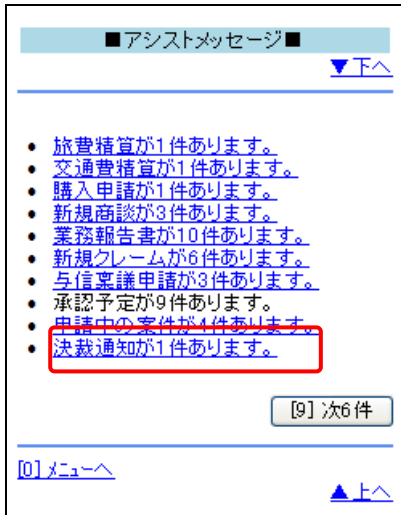 ■アシストメッセージ■
▼下へ
• 旅費精算が1件あります。
• 交通費精算が1件あります。
• 購入申請が1件あります。
• 新規商談が3件あります。
• 業務報告書が10件あります。
• 新規クレームが6件あります。
• 与信稟議申請が3件あります。
• 承認予定が9件あります。
• 申請中の案件が4件あります。
• 決裁通知が1件あります。
[9] 次6件
[0] メニューへ
▲上へ